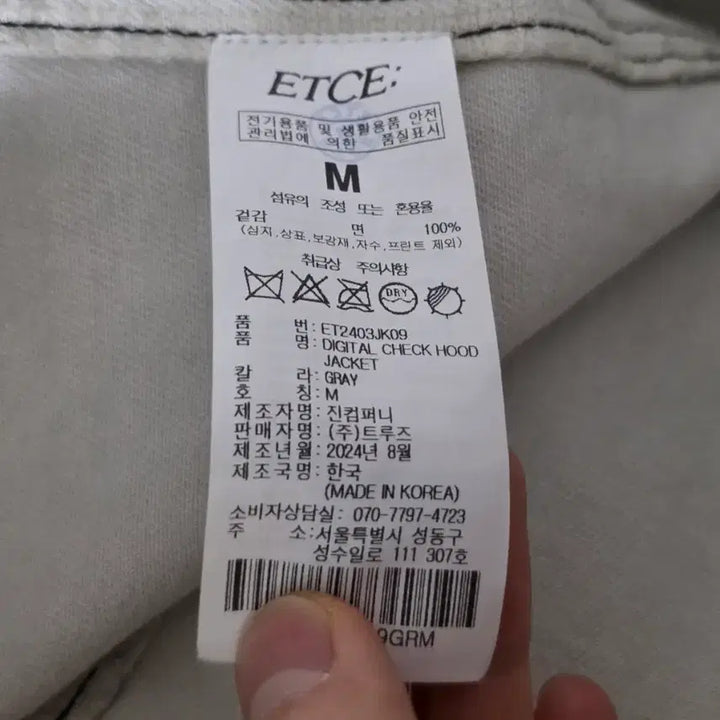 ETCE:
전기용품 및 생활용품 안전
관리법에 의한 품질표시
M
섬유의 조성 또는 혼용율
겉감 면 100%
(심지,상표,보강재,자수,프린트 제외)
취급상 주의사항
DRY
품 번: ET2403JK09
품 명: DIGITAL CHECK HOOD
JACKET
칼 라: GRAY
호 칭: M
제조자명: 진컴퍼니
판매자명: (주)트루즈
제조년월: 2024년 8월
제조국명: 한국
(MADE IN KOREA)
소비자상담실: 070-7797-4723
주 소:서울특별시 성동구
성수일로 111 307호
9GRM